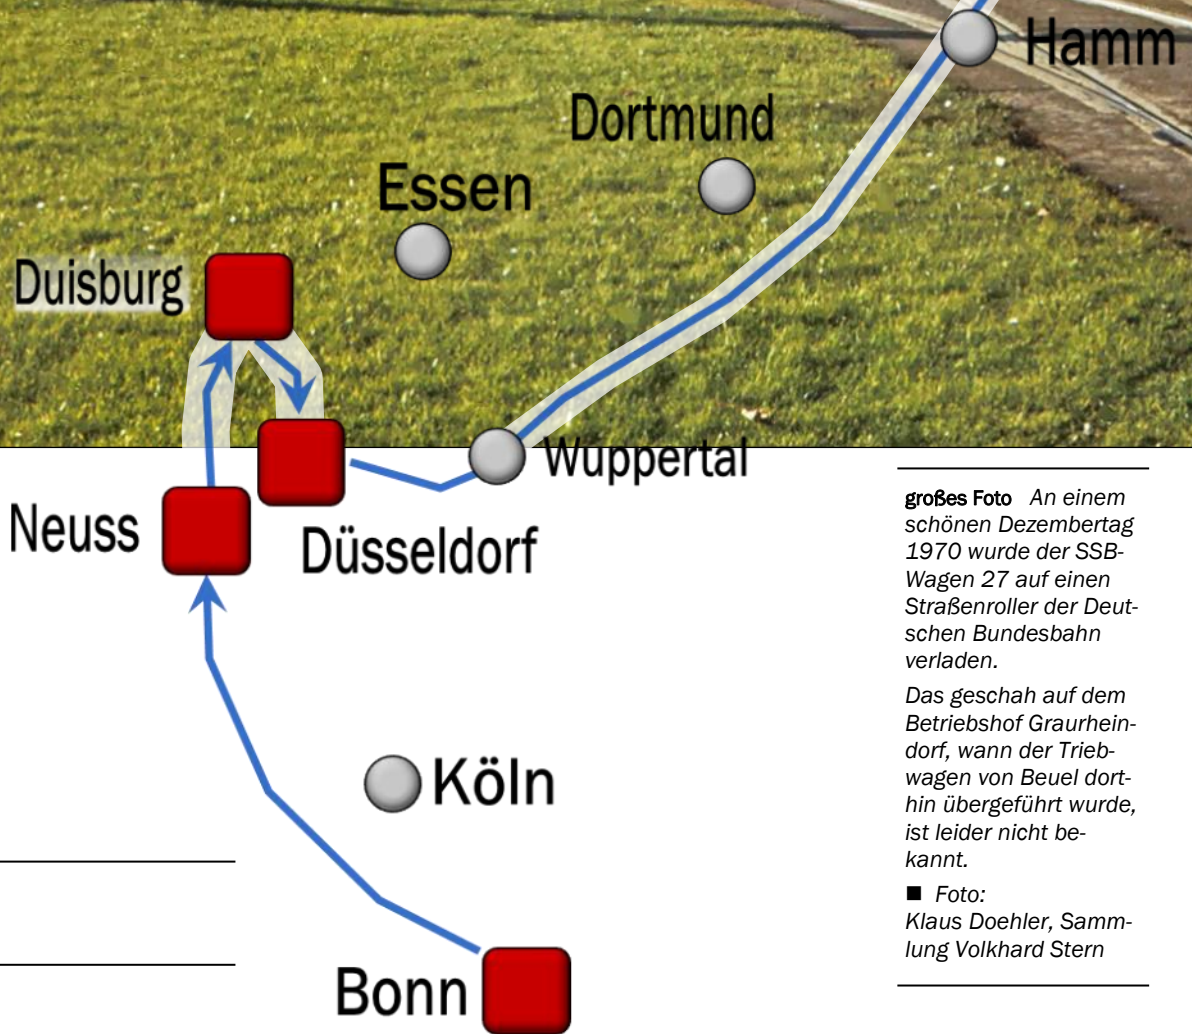 Hamm
Dortmund
Essen
Duisburg
Wuppertal
Neuss
Düsseldorf
Köln
Bonn
großes Foto An einem
schönen Dezembertag
1970 wurde der SSB-
Wagen 27 auf einen
Straßenroller der Deut-
schen Bundesbahn
verladen.
Das geschah auf dem
Betriebshof Graurhein-
dorf, wann der Trieb-
wagen von Beuel dort-
hin übergeführt wurde,
ist leider nicht be-
kannt.
■ Foto:
Klaus Doehler, Samm-
lung Volkhard Stern